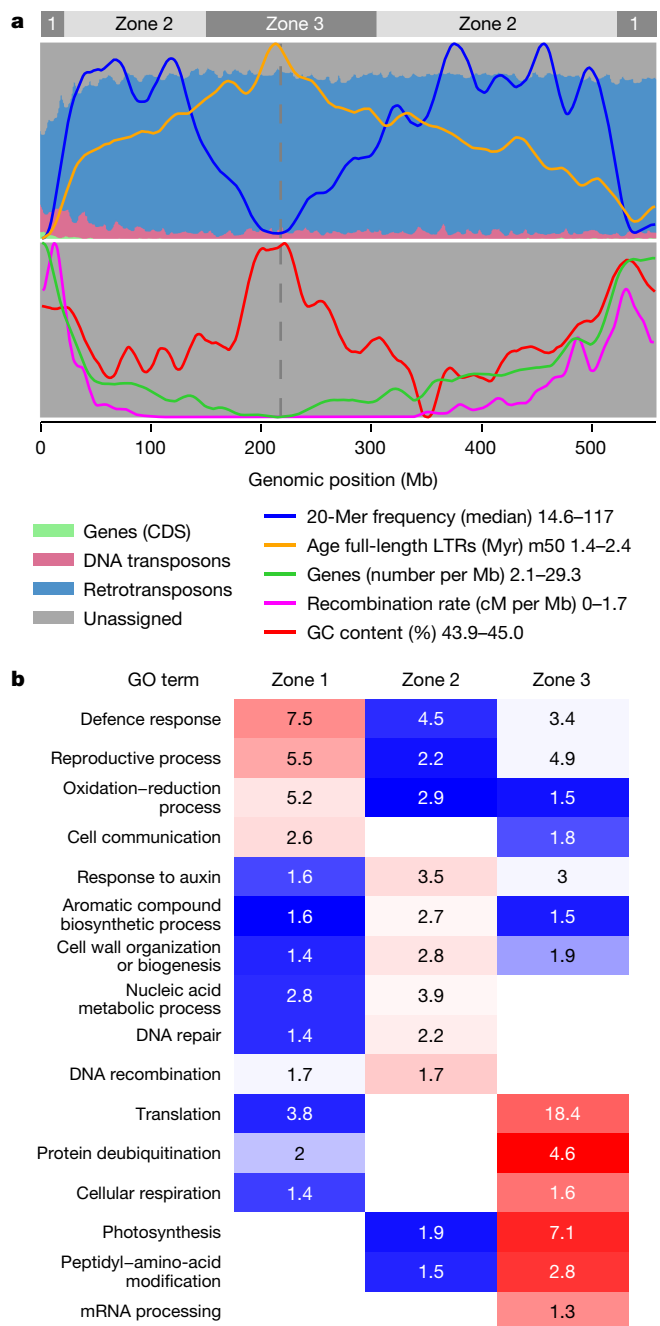 a
1 Zone 2 Zone 3 Zone 2 1
0 100 200 300 400 500
Genomic position (Mb)
Genes (CDS)
DNA transposons
Retrotransposons
Unassigned
20-Mer frequency (median) 14.6–117
Age full-length LTRs (Myr) m50 1.4–2.4
Genes (number per Mb) 2.1–29.3
Recombination rate (cM per Mb) 0–1.7
GC content (%) 43.9–45.0
b
GO term Zone 1 Zone 2 Zone 3
Defence response 7.5 4.5 3.4
Reproductive process 5.5 2.2 4.9
Oxidation–reduction
process 5.2 2.9 1.5
Cell communication 2.6 1.8
Response to auxin 1.6 3.5 3
Aromatic compound
biosynthetic process 1.6 2.7 1.5
Cell wall organization
or biogenesis 1.4 2.8 1.9
Nucleic acid
metabolic process 2.8 3.9
DNA repair 1.4 2.2
DNA recombination 1.7 1.7
Translation 3.8 18.4
Protein deubiquitination 2 4.6
Cellular respiration 1.4 1.6
Photosynthesis 1.9 7.1
Peptidyl–amino-acid
modification 1.5 2.8
mRNA processing 1.3